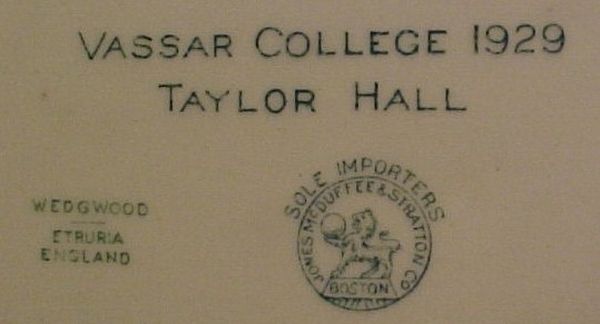 VASSAR COLLEGE 1929
TAYLOR HALL
WEDGWOOD
ETRURIA
ENGLAND
SOLE IMPORTERS
JONES MCDUFFEE & STRATTON CO
BOSTON